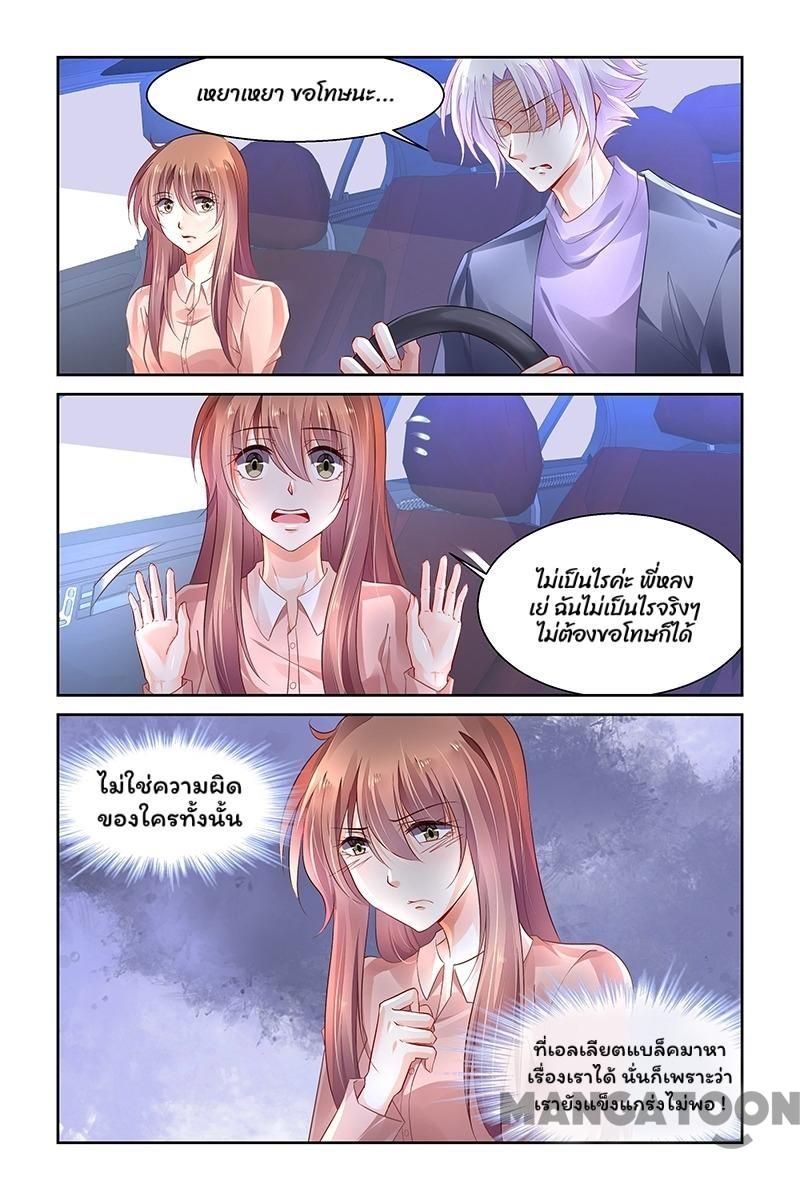 เหยาเหยา ขอโทษนะ...
ไม่เป็นไรค่ะ พี่หลง
เย่ ฉันไม่เป็นไรจริงๆ
ไม่ต้องขอโทษก็ได้
ไม่ใช่ความผิด
ของใครทั้งนั้น
ที่เอลเลียตแบล็คมาหา
เรื่องเราได้ นั่นก็เพราะว่า
เรายังแข็งแกร่งไม่พอ !
MANGATOON